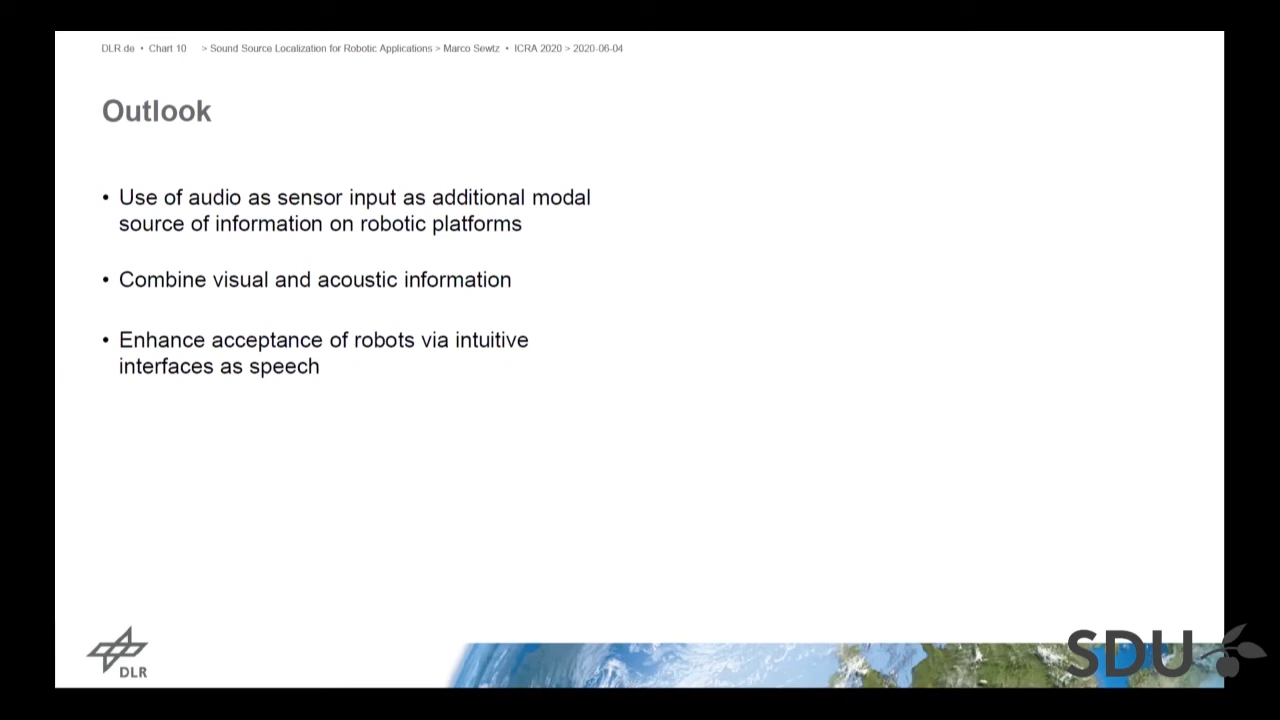 DLR.de • Chart 10 > Sound Source Localization for Robotic Applications > Marco Sewtz • ICRA 2020 > 2020-06-04
Outlook
• Use of audio as sensor input as additional modal
source of information on robotic platforms
• Combine visual and acoustic information
• Enhance acceptance of robots via intuitive
interfaces as speech
DLR
SDU